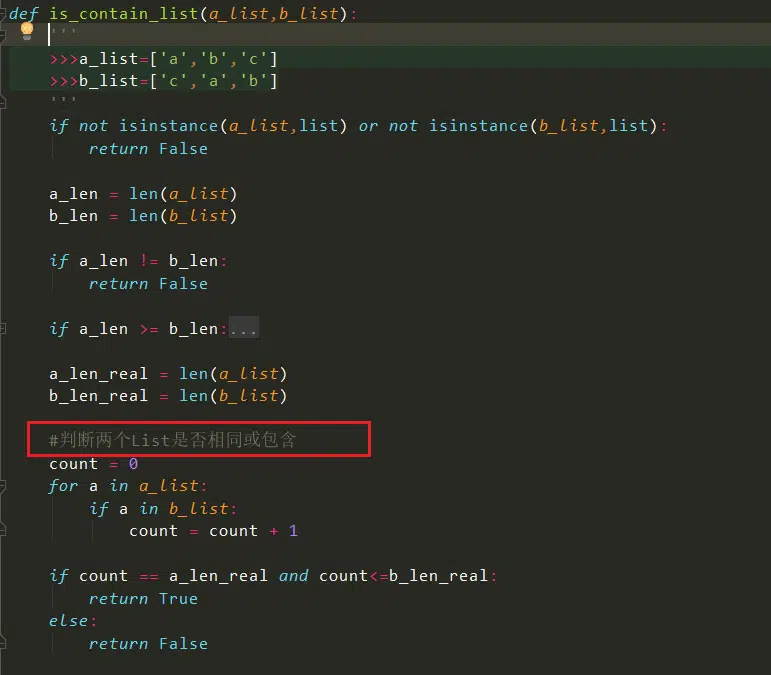 def is_contain_list(a_list,b_list):
'''
>>>a_list=['a','b','c']
>>>b_list=['c','a','b']
'''
if not isinstance(a_list,list) or not isinstance(b_list,list):
return False
a_len = len(a_list)
b_len = len(b_list)
if a_len != b_len:
return False
if a_len >= b_len:...
a_len_real = len(a_list)
b_len_real = len(b_list)
#判断两个List是否相同或包含
count = 0
for a in a_list:
if a in b_list:
count = count + 1
if count == a_len_real and count<=b_len_real:
return True
else:
return False